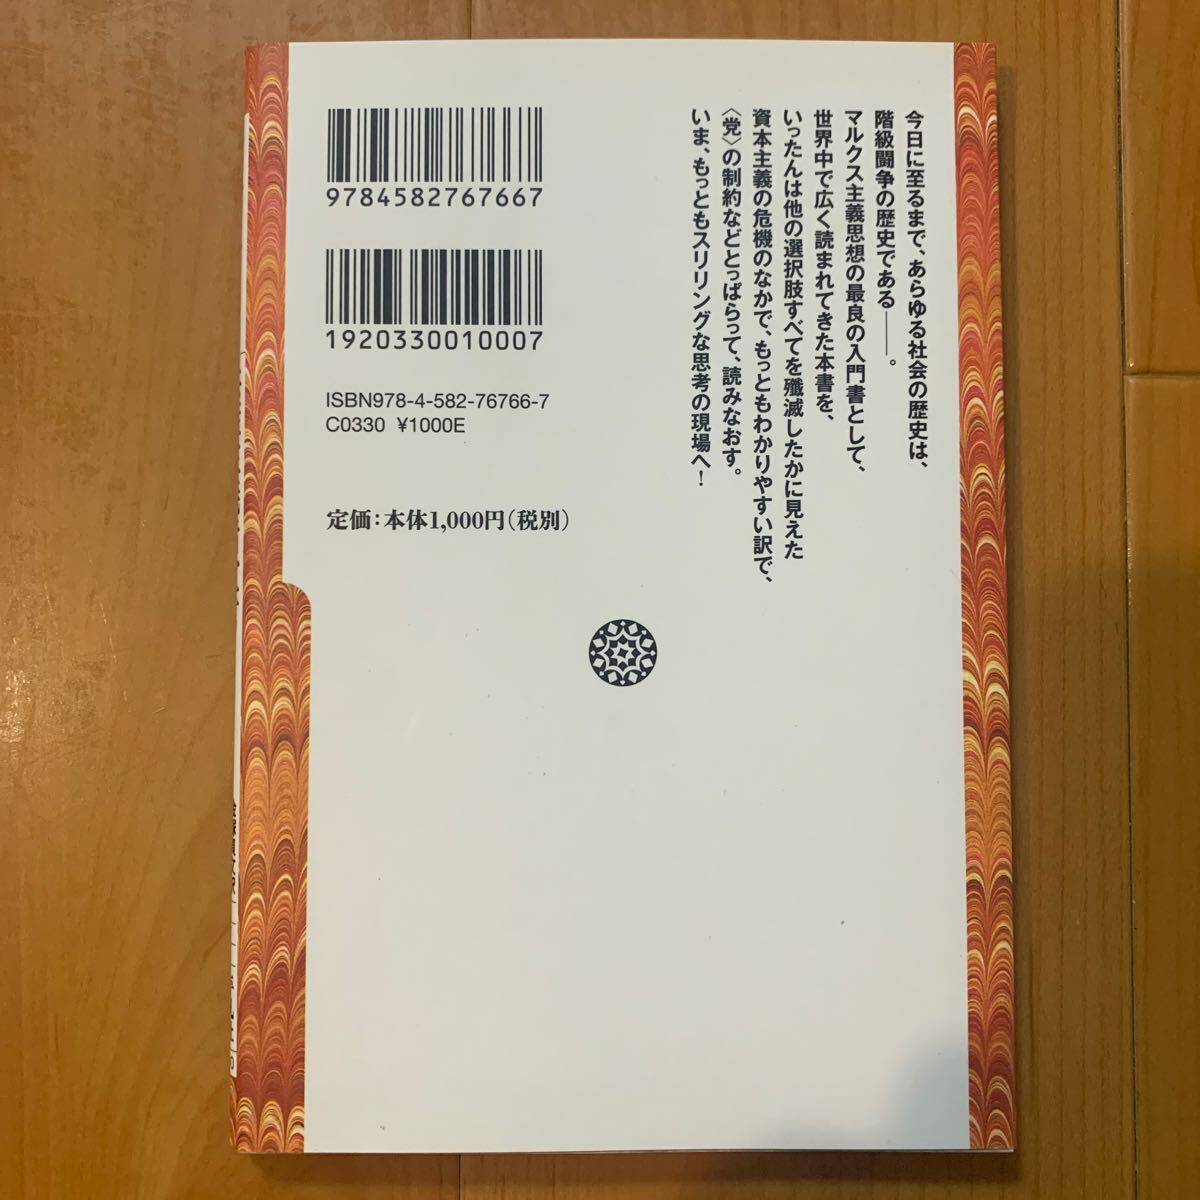 今日に至るまで、あらゆる社会の歴史は、
階級闘争の歴史である――。
マルクス主義思想の最良の入門書として、
世界中で広く読まれてきた本書を、
いったんは他の選択肢すべてを殲滅したかに見えた
資本主義の危機のなかで、もっともわかりやすい訳で、
〈党〉の制約などとっぱらって、読みなおす。
いま、もっともスリリングな思考の現場へ!
9784582767667
1920330010007
ISBN978-4-582-76766-7
C0330 ¥1000E
定価:本体1,000円(税別)